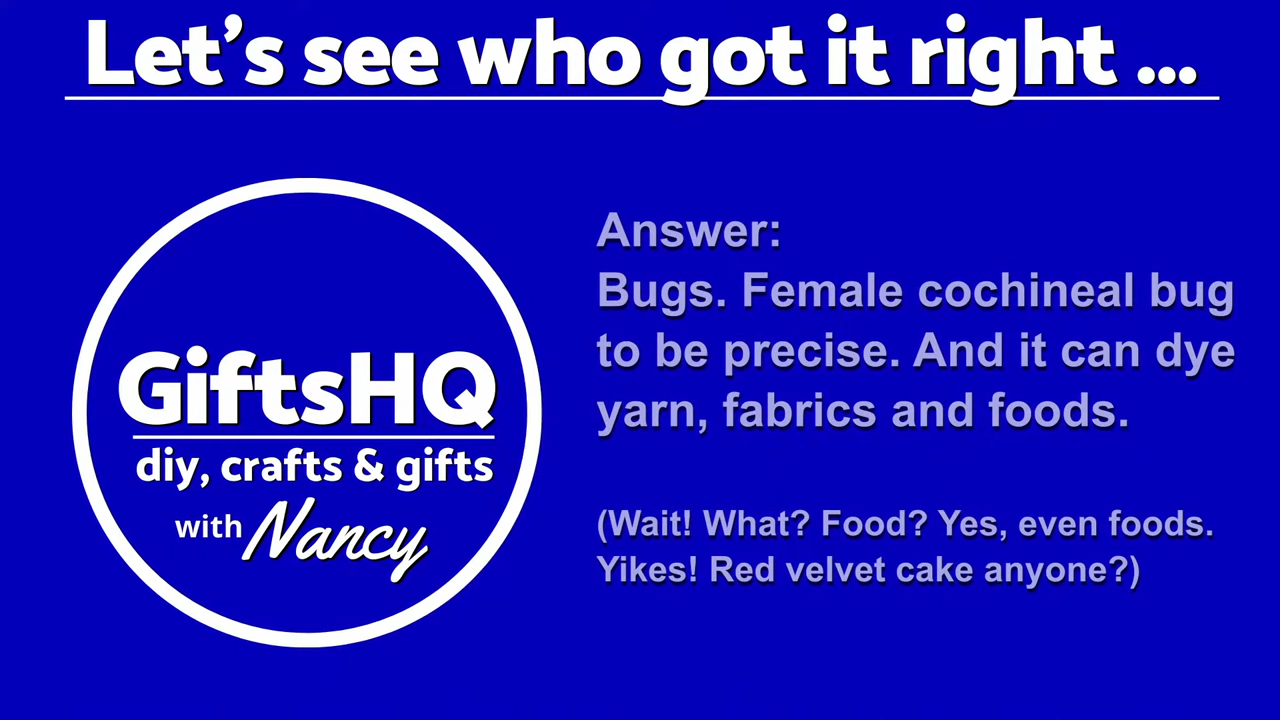 Let's see who got it right ...
GiftsHQ
diy, crafts & gifts
with Nancy
Answer:
Bugs. Female cochineal bug
to be precise. And it can dye
yarn, fabrics and foods.
(Wait! What? Food? Yes, even foods.
Yikes! Red velvet cake anyone?)